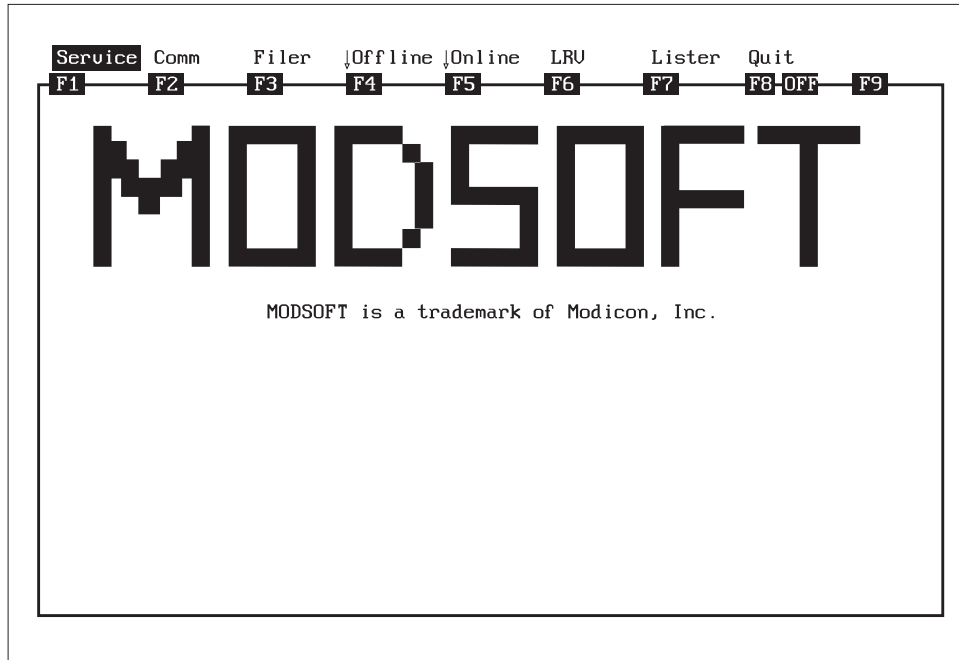 Service Comm Filer ↓Offline ↓Online LRV Lister Quit
F1 F2 F3 F4 F5 F6 F7 F8 OFF F9
MODSOFT
MODSOFT is a trademark of Modicon, Inc.